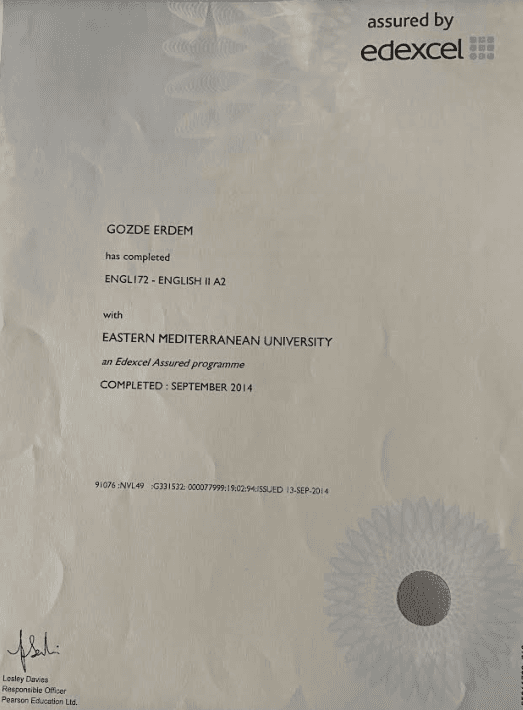 assured by
edexcel
GOZDE ERDEM
has completed
ENGL172 - ENGLISH II A2
with
EASTERN MEDITERRANEAN UNIVERSITY
an Edexcel Assured programme
COMPLETED : SEPTEMBER 2014
91076 :NVL49 :G331532: 000077999:19:02:94:ISSUED 13-SEP-2014
Lesley Davies
Responsible Officer
Pearson Education Ltd.